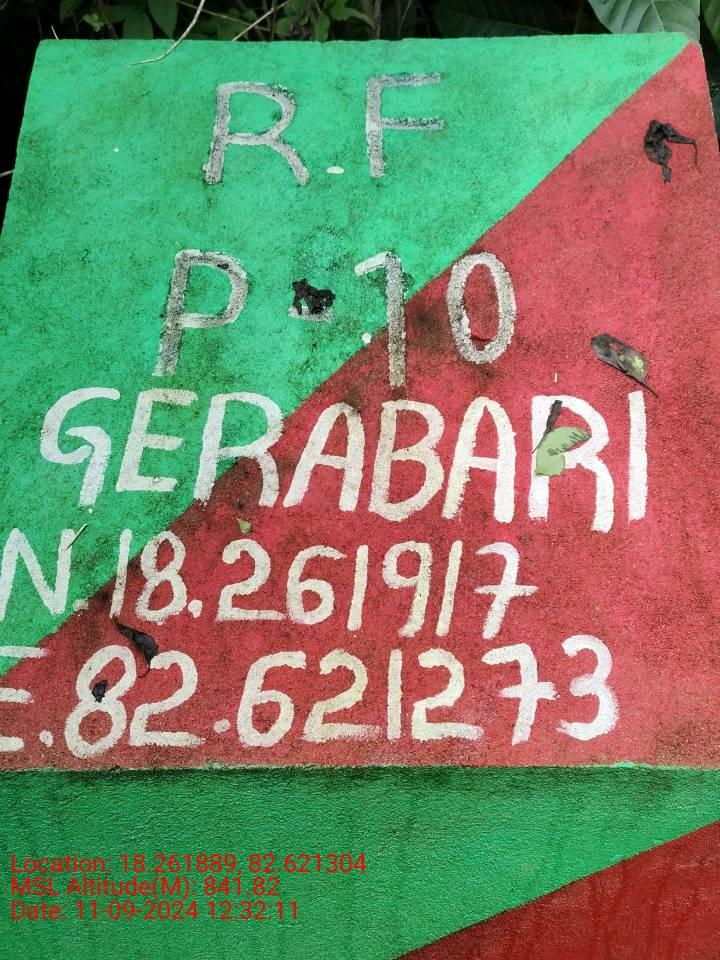 R.F
P-10
GERABARI
N.18.261917
E.82.621273
Location: 18.261889, 82.621304
MSL Altitude(M): 841.82
Date: 11-09-2024 12:32:11